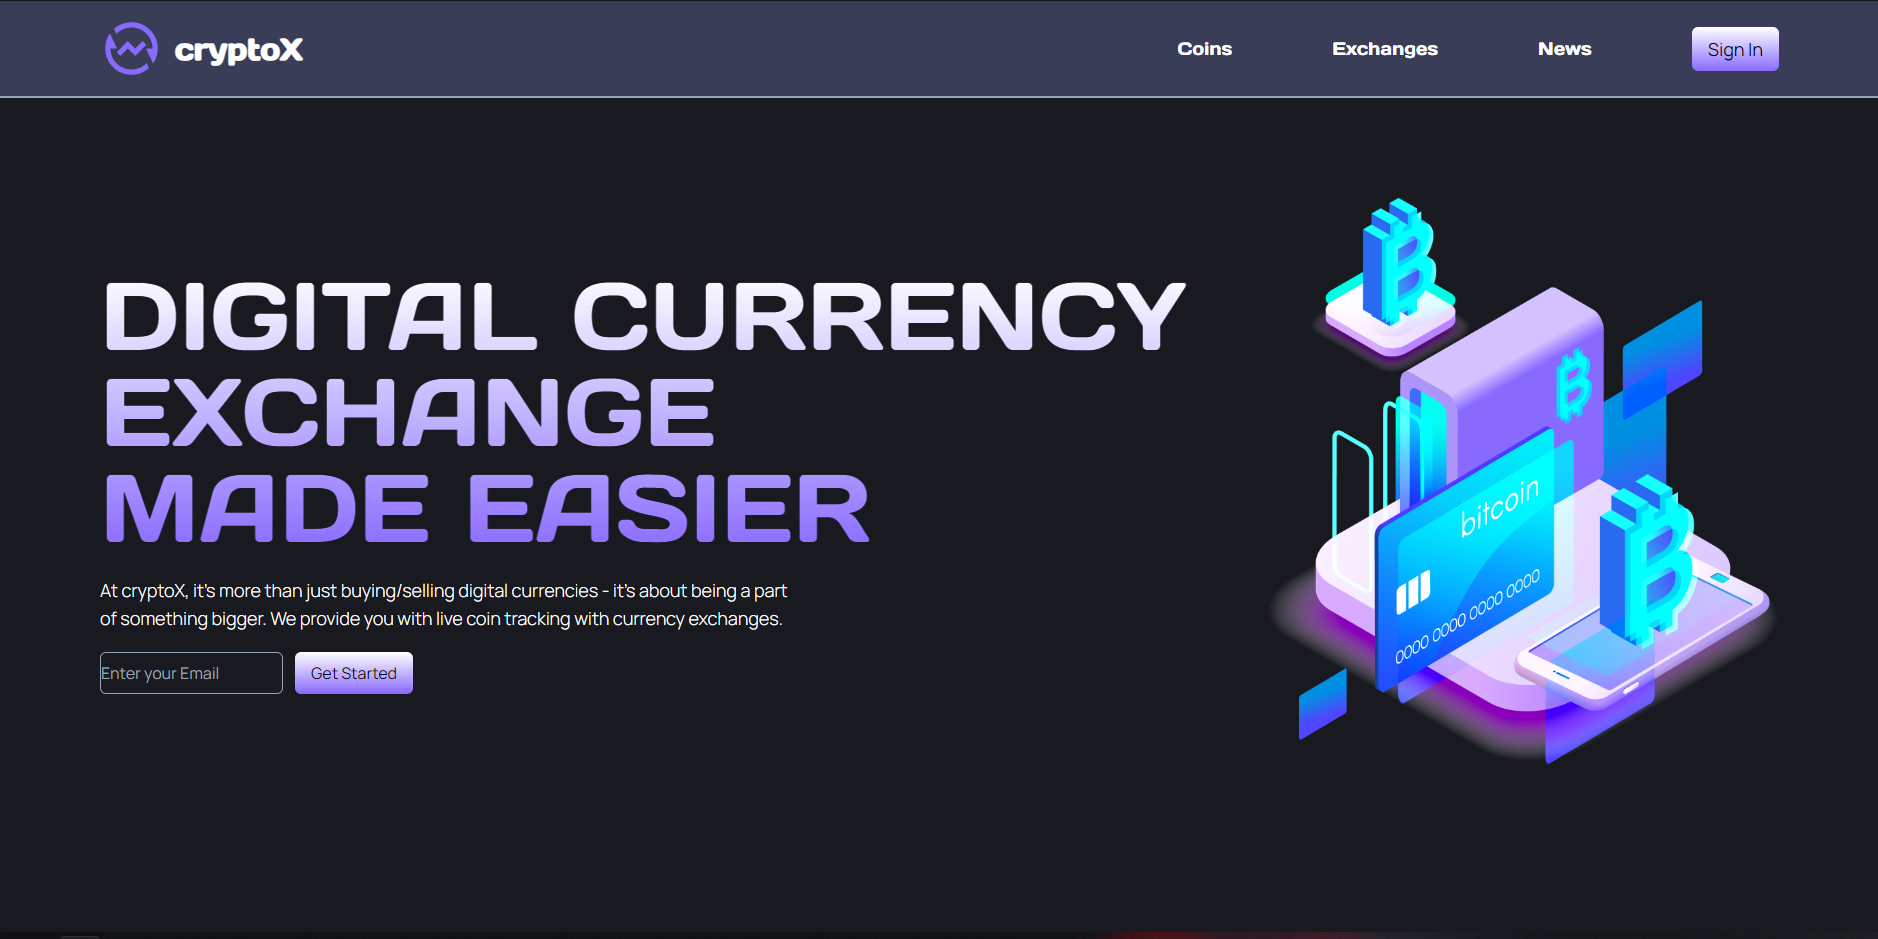 cryptoX
Coins
Exchanges
News
Sign In
DIGITAL CURRENCY
EXCHANGE
MADE EASIER
At cryptoX, it's more than just buying/selling digital currencies - it's about being a part
of something bigger. We provide you with live coin tracking with currency exchanges.
Enter your Email
Get Started
bitcoin
0000 0000 0000 0000